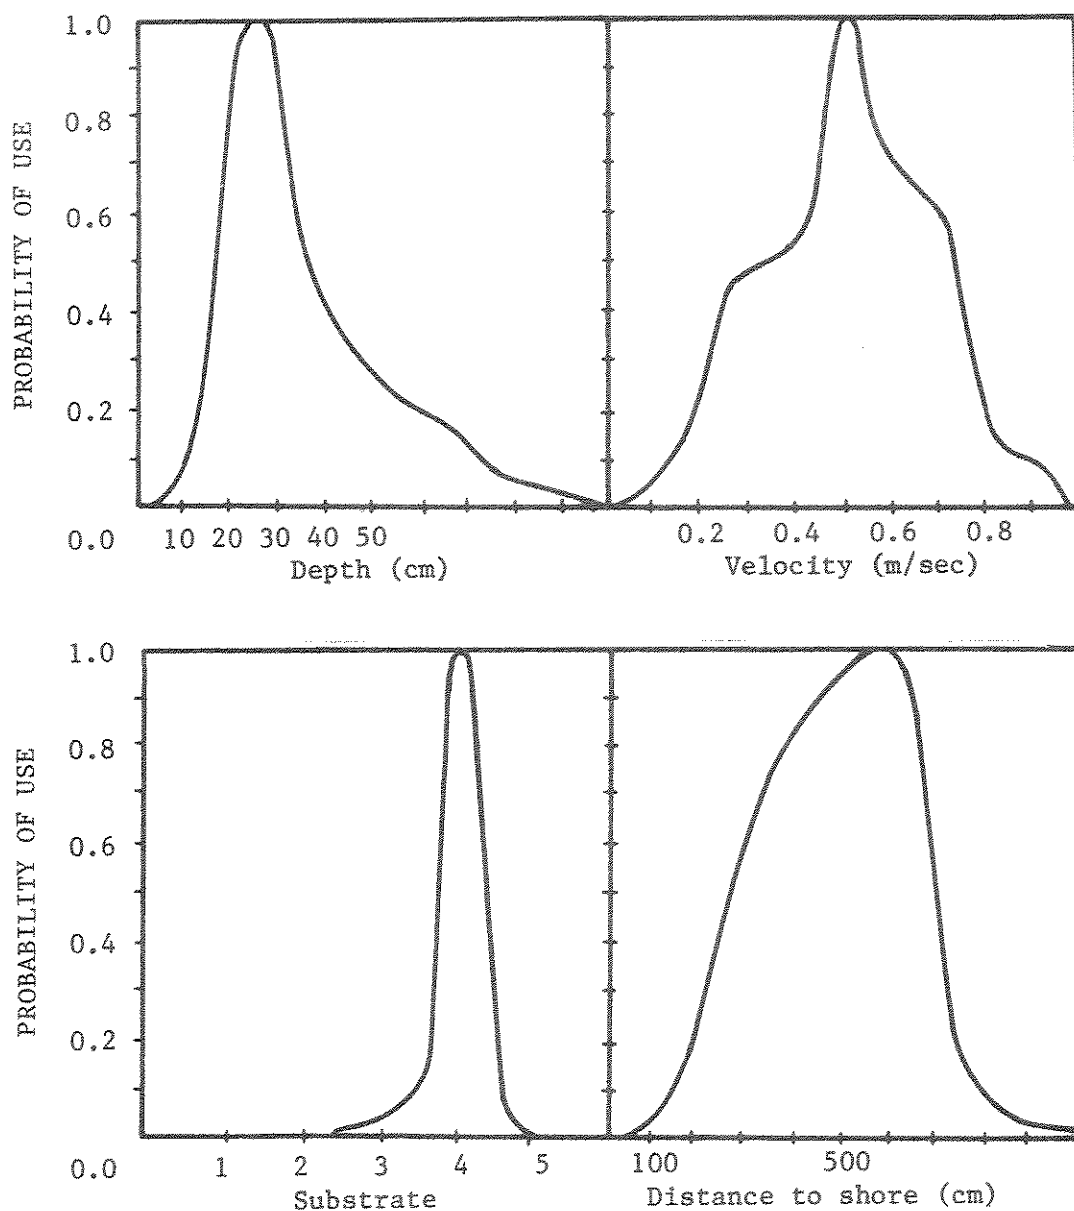 PROBABILITY OF USE
1.0
0.8
0.6
0.4
0.2
0.0
10 20 30 40 50
Depth (cm)
0.2 0.4 0.6 0.8
Velocity (m/sec)
PROBABILITY OF USE
1.0
0.8
0.6
0.4
0.2
0.0
1 2 3 4 5
Substrate
100 500
Distance to shore (cm)